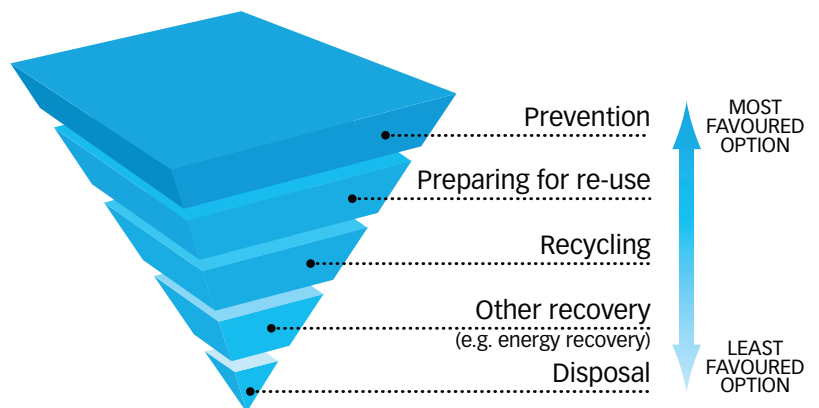 Prevention
Preparing for re-use
Recycling
Other recovery
(e.g. energy recovery)
Disposal
MOST
FAVOURED
OPTION
LEAST
FAVOURED
OPTION